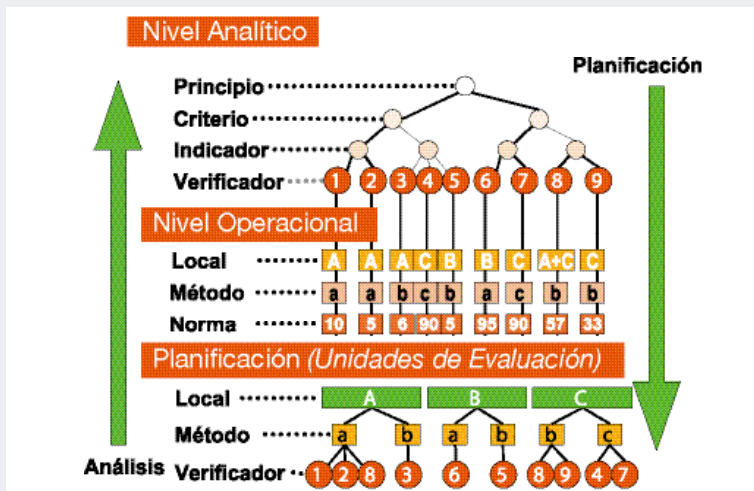 Nivel Analítico
Planificación
Principio
Criterio
Indicador
Verificador 1 2 3 4 5 6 7 8 9
Nivel Operacional
Local A A A C B B C A+C C
Método a a b c b a c b b
Norma 10 5 6 90 5 95 90 57 33
Planificación (Unidades de Evaluación)
Local A B C
Método a b a b b c
Análisis
Verificador 1 2 8 3 6 5 8 9 4 7